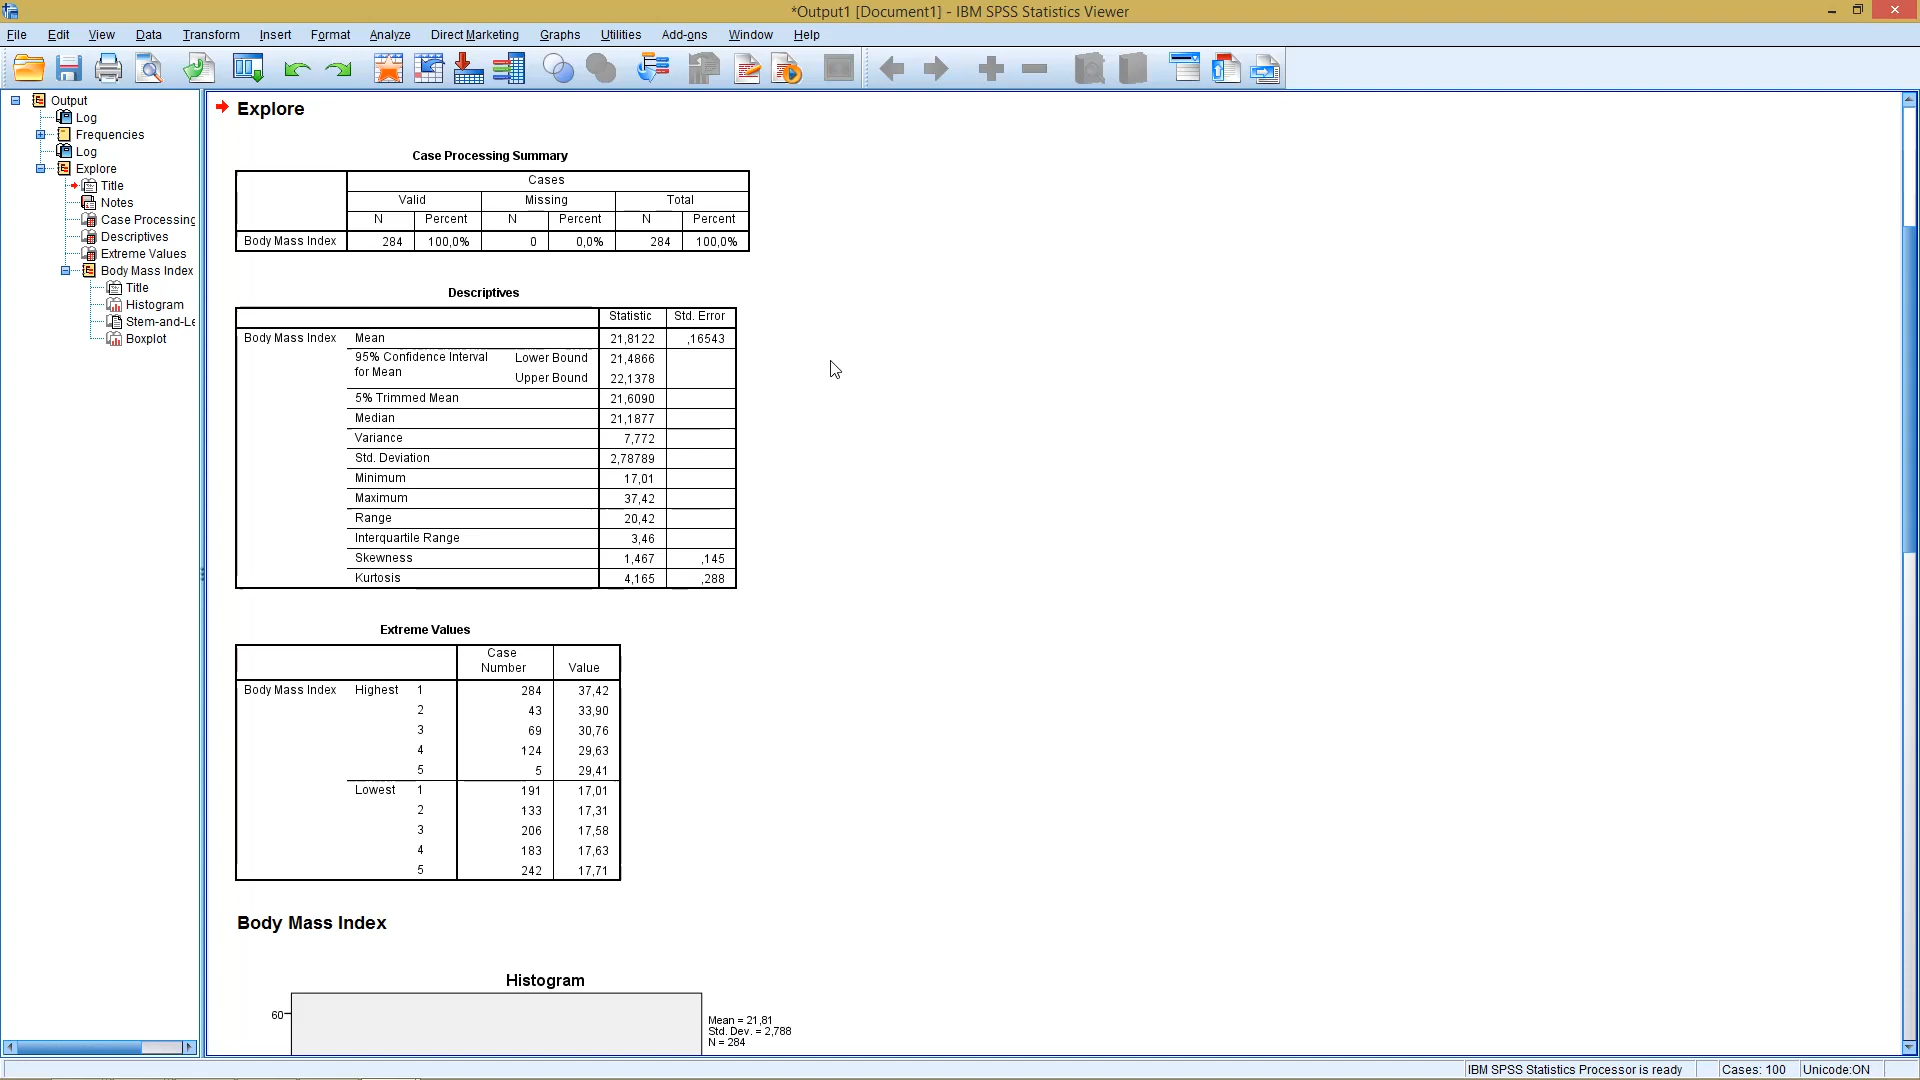 *Output1 [Document1] - IBM SPSS Statistics Viewer
File Edit View Data Transform Insert Format Analyze Direct Marketing Graphs Utilities Add-ons Window Help
Output
Log
Frequencies
Log
Explore
Title
Notes
Case Processing
Descriptives
Extreme Values
Body Mass Index
Title
Histogram
Stem-and-Le
Boxplot
Explore
Case Processing Summary
Cases
Valid Missing Total
N Percent N Percent N Percent
Body Mass Index 284 100,0% 0 0,0% 284 100,0%
Descriptives
Statistic Std. Error
Body Mass Index Mean 21,8122 ,16543
95% Confidence Interval for Mean Lower Bound 21,4866
Upper Bound 22,1378
5% Trimmed Mean 21,6090
Median 21,1877
Variance 7,772
Std. Deviation 2,78789
Minimum 17,01
Maximum 37,42
Range 20,42
Interquartile Range 3,46
Skewness 1,467 ,145
Kurtosis 4,165 ,288
Extreme Values
Case Number Value
Body Mass Index Highest 1 284 37,42
2 43 33,90
3 69 30,76
4 124 29,63
5 5 29,41
Lowest 1 191 17,01
2 133 17,31
3 206 17,58
4 183 17,63
5 242 17,71
Body Mass Index
Histogram
60
Mean = 21,81
Std. Dev. = 2,788
N = 284
IBM SPSS Statistics Processor is ready Cases: 100 Unicode:ON